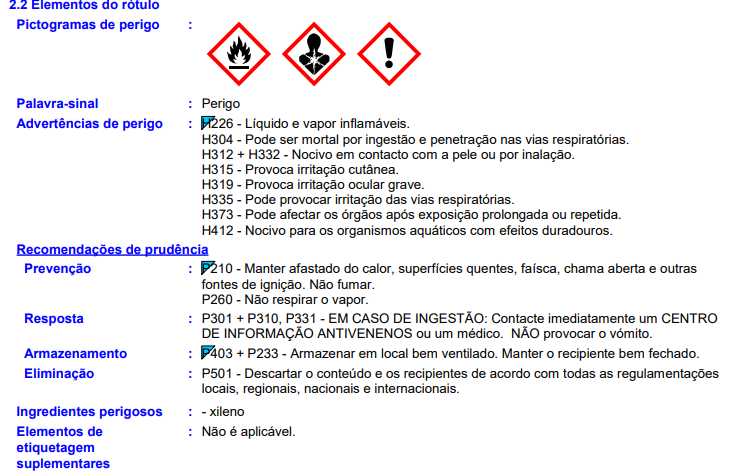 2.2 Elementos do rótulo
Pictogramas de perigo :
Palavra-sinal : Perigo
Advertências de perigo : H226 - Líquido e vapor inflamáveis.
H304 - Pode ser mortal por ingestão e penetração nas vias respiratórias.
H312 + H332 - Nocivo em contacto com a pele ou por inalação.
H315 - Provoca irritação cutânea.
H319 - Provoca irritação ocular grave.
H335 - Pode provocar irritação das vias respiratórias.
H373 - Pode afectar os órgãos após exposição prolongada ou repetida.
H412 - Nocivo para os organismos aquáticos com efeitos duradouros.
Recomendações de prudência
Prevenção : P210 - Manter afastado do calor, superfícies quentes, faísca, chama aberta e outras
fontes de ignição. Não fumar.
P260 - Não respirar o vapor.
Resposta : P301 + P310, P331 - EM CASO DE INGESTÃO: Contacte imediatamente um CENTRO
DE INFORMAÇÃO ANTIVENENOS ou um médico. NÃO provocar o vómito.
Armazenamento : P403 + P233 - Armazenar em local bem ventilado. Manter o recipiente bem fechado.
Eliminação : P501 - Descartar o conteúdo e os recipientes de acordo com todas as regulamentações
locais, regionais, nacionais e internacionais.
Ingredientes perigosos : - xileno
Elementos de : Não é aplicável.
etiquetagem
suplementares